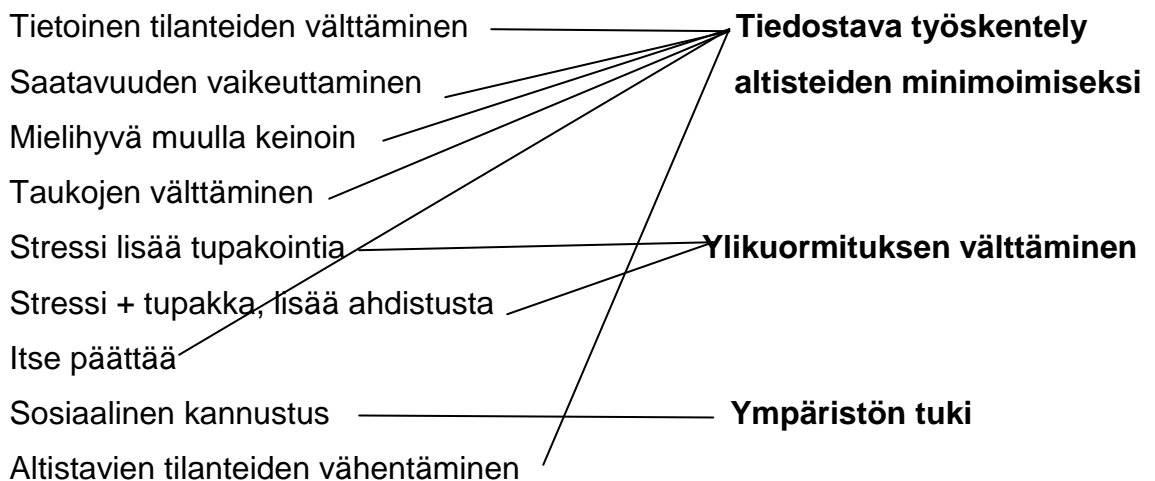 Tietoinen tilanteiden välttäminen
Saatavuuden vaikeuttaminen
Mielihyvä muulla keinoin
Taukojen välttäminen
Stressi lisää tupakointia
Stressi + tupakka, lisää ahdistusta
Itse päättää
Sosiaalinen kannustus
Altistavien tilanteiden vähentäminen
Tiedostava työskentely
altisteiden minimoimiseksi
Ylikuormituksen välttäminen
Ympäristön tuki